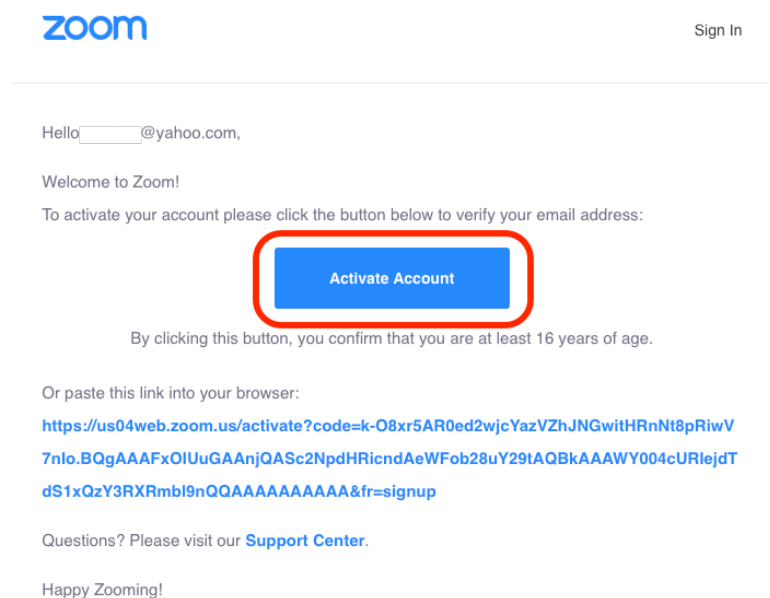 zoom
Sign In
Hello @yahoo.com,
Welcome to Zoom!
To activate your account please click the button below to verify your email address:
Activate Account
By clicking this button, you confirm that you are at least 16 years of age.
Or paste this link into your browser:
https://us04web.zoom.us/activate?code=k-O8xr5AR0ed2wjcYazVZhJNGwitHRnNt8pRiwV
7nIo.BQgAAAFxOIUuGAAnjQASc2NpdHRicndAeWFob28uY29tAQBkAAAWY004cURIejdT
dS1xQzY3RXRmbl9nQQAAAAAAAAAA&fr=signup
Questions? Please visit our Support Center.
Happy Zooming!